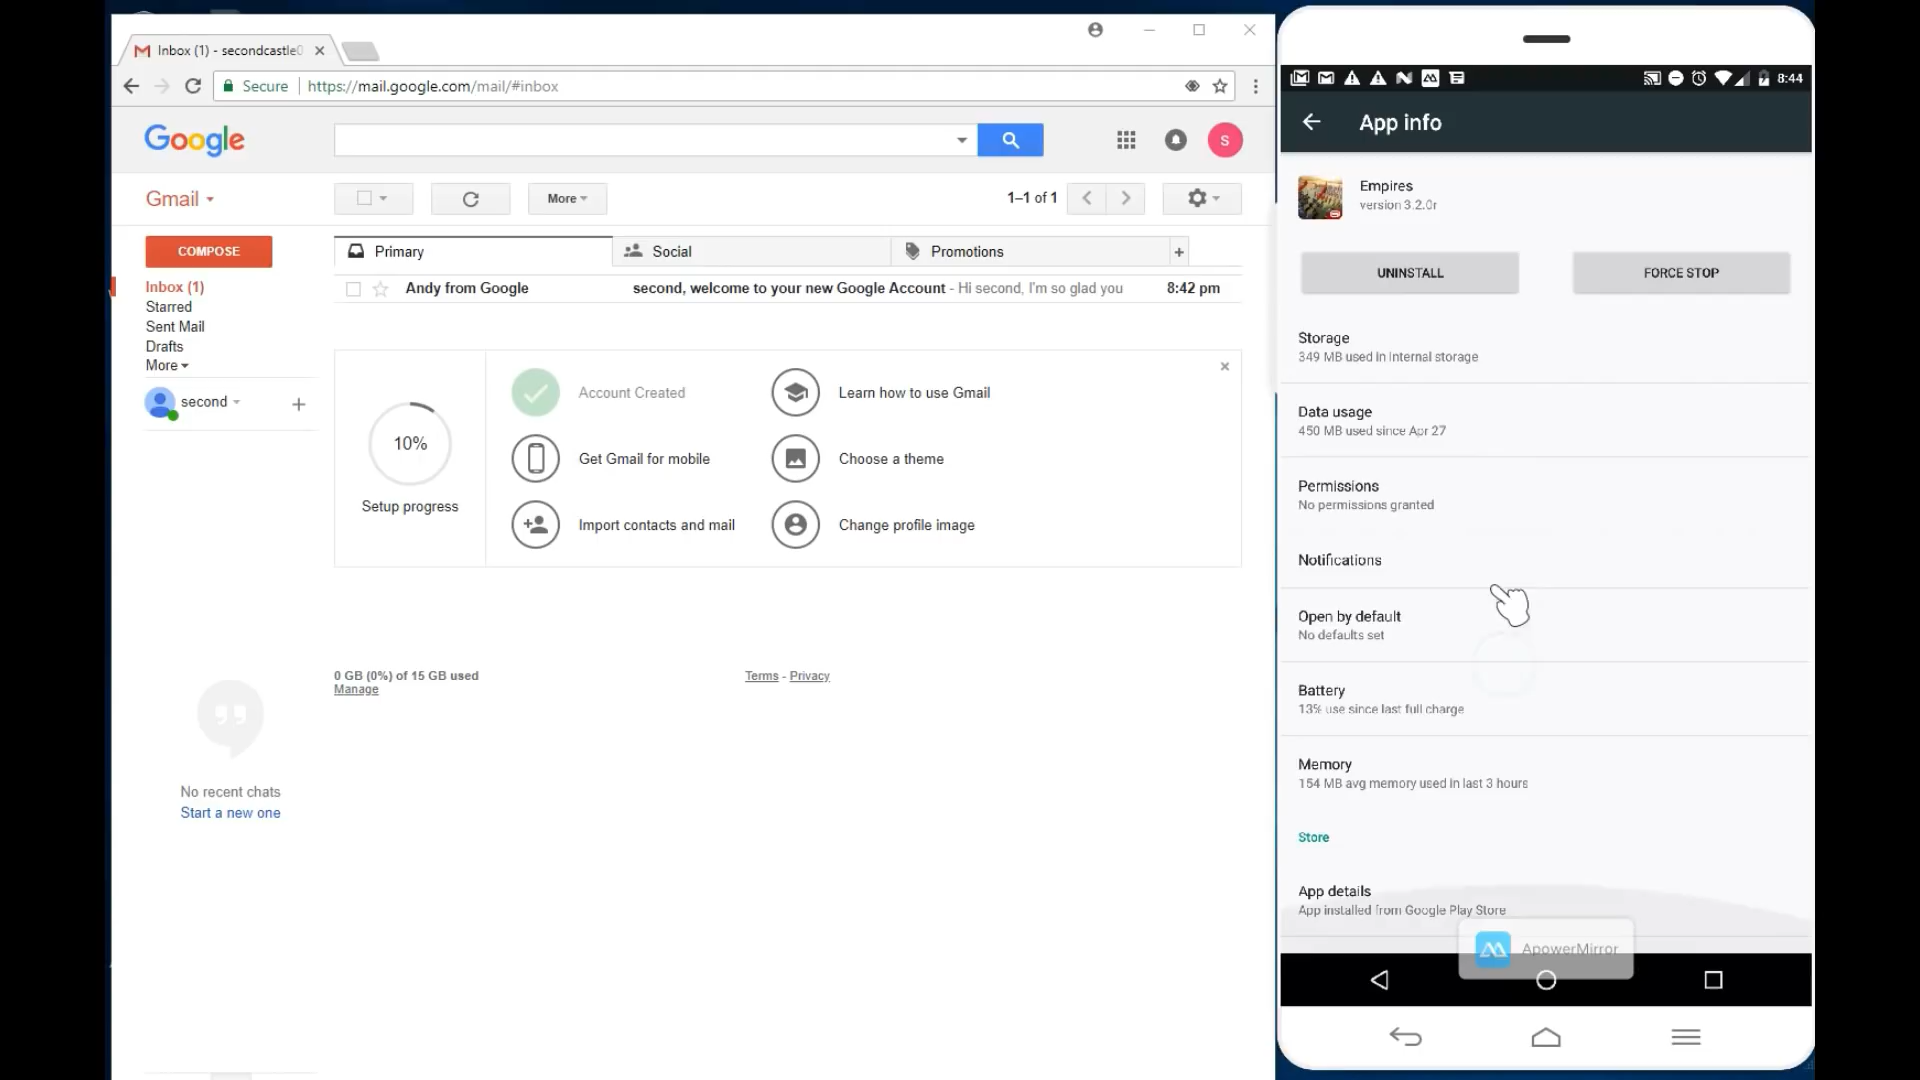 Inbox (1) - secondcastle0
Secure
https://mail.google.com/mail/#inbox
Google
S
Gmail
More
1–1 of 1
COMPOSE
Primary
Social
Promotions
+
Inbox (1)
Starred
Sent Mail
Drafts
More
Andy from Google
second, welcome to your new Google Account - Hi second, I'm so glad you
8:42 pm
second
10%
Setup progress
Account Created
Learn how to use Gmail
Get Gmail for mobile
Choose a theme
Import contacts and mail
Change profile image
0 GB (0%) of 15 GB used
Manage
Terms - Privacy
No recent chats
Start a new one
8:44
App info
Empires
version 3.2.0r
UNINSTALL
FORCE STOP
Storage
349 MB used in Internal storage
Data usage
450 MB used since Apr 27
Permissions
No permissions granted
Notifications
Open by default
No defaults set
Battery
13% use since last full charge
Memory
154 MB avg memory used in last 3 hours
Store
App details
App installed from Google Play Store
ApowerMirror